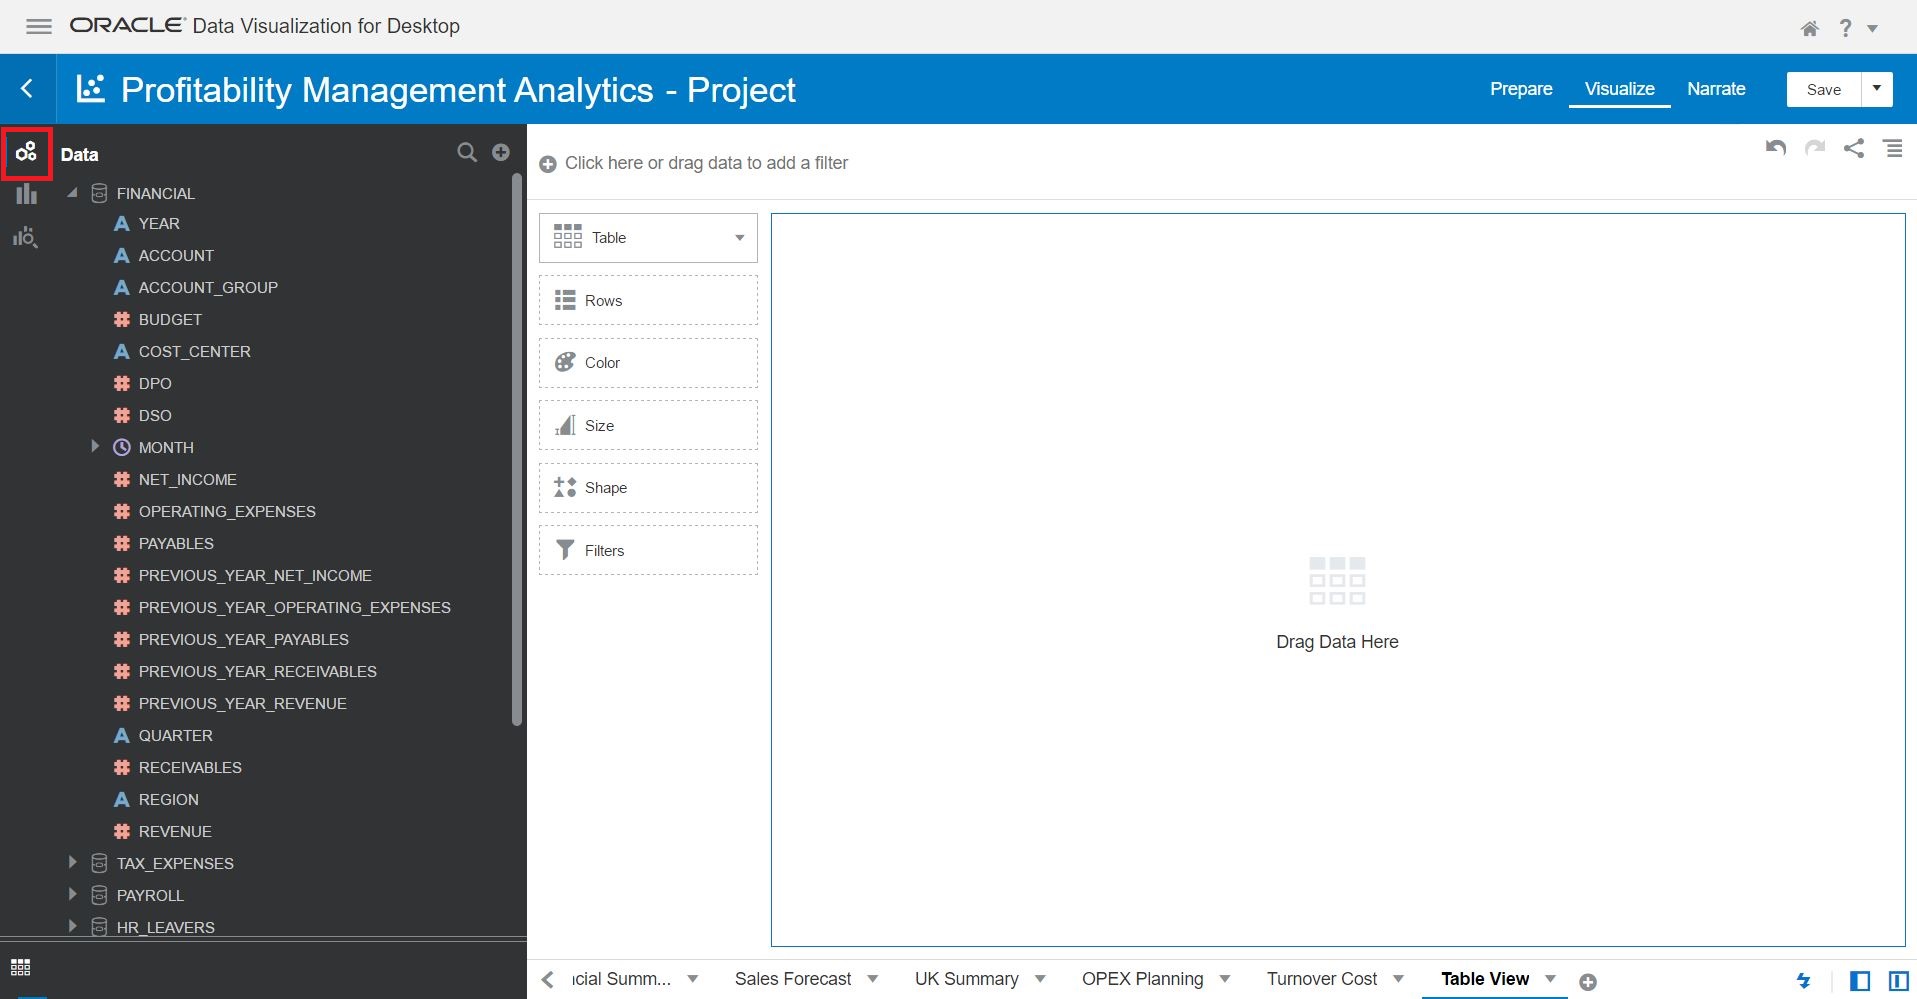 ORACLE Data Visualization for Desktop
?
Profitability Management Analytics - Project
Prepare
Visualize
Narrate
Save
Data
Click here or drag data to add a filter
FINANCIAL
YEAR
ACCOUNT
ACCOUNT_GROUP
BUDGET
COST_CENTER
DPO
DSO
MONTH
NET_INCOME
OPERATING_EXPENSES
PAYABLES
PREVIOUS_YEAR_NET_INCOME
PREVIOUS_YEAR_OPERATING_EXPENSES
PREVIOUS_YEAR_PAYABLES
PREVIOUS_YEAR_RECEIVABLES
PREVIOUS_YEAR_REVENUE
QUARTER
RECEIVABLES
REGION
REVENUE
TAX_EXPENSES
PAYROLL
HR_LEAVERS
Table
Rows
Color
Size
Shape
Filters
Drag Data Here
cial Summ...
Sales Forecast
UK Summary
OPEX Planning
Turnover Cost
Table View